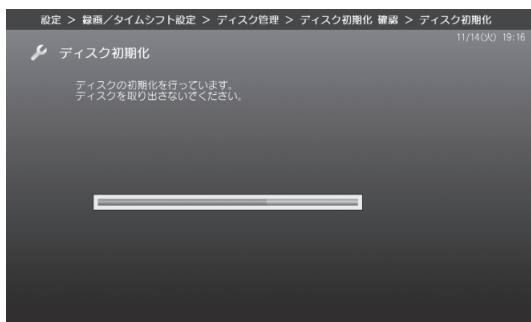 設定 > 録画／タイムシフト設定 > ディスク管理 > ディスク初期化 確認 > ディスク初期化
11/14(火) 19:16
ディスク初期化
ディスクの初期化を行っています。
ディスクを取り出さないでください。